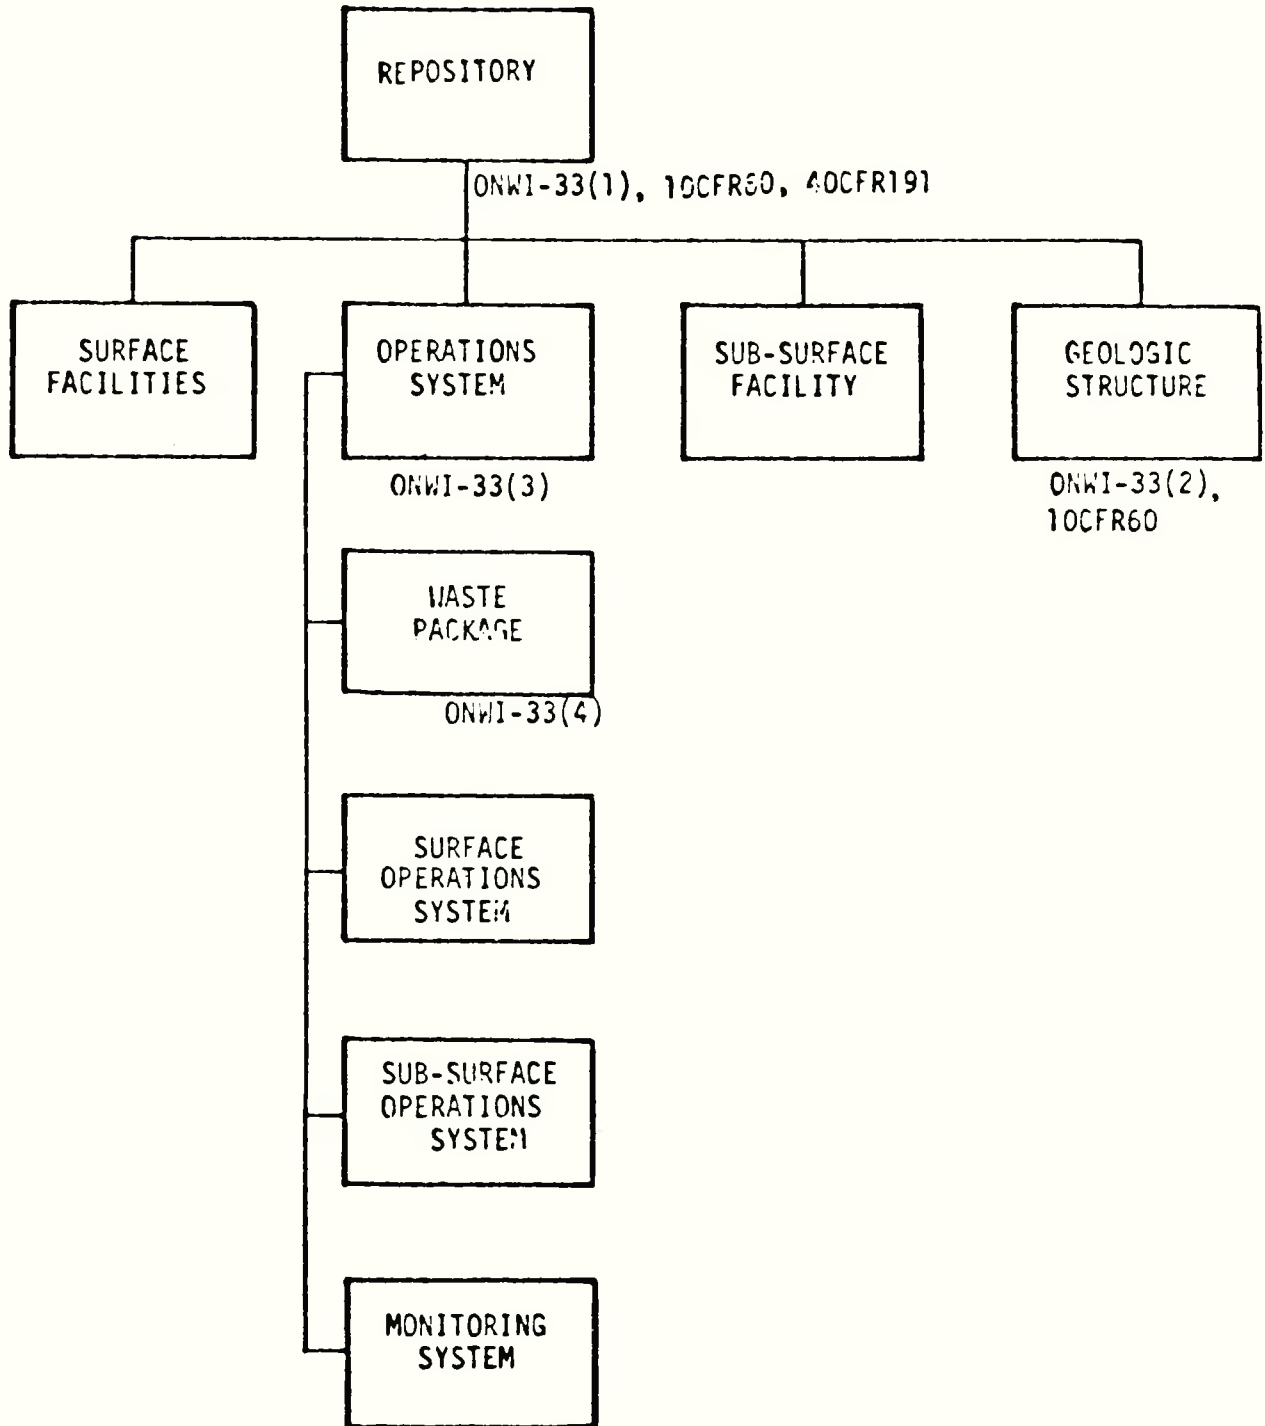 REPOSITORY
ONWI-33(1), 10CFR60, 40CFR191
SURFACE
FACILITIES
OPERATIONS
SYSTEM
SUB-SURFACE
FACILITY
GEOLOGIC
STRUCTURE
ONWI-33(3)
ONWI-33(2),
10CFR60
WASTE
PACKAGE
ONWI-33(4)
SURFACE
OPERATIONS
SYSTEM
SUB-SURFACE
OPERATIONS
SYSTEM
MONITORING
SYSTEM